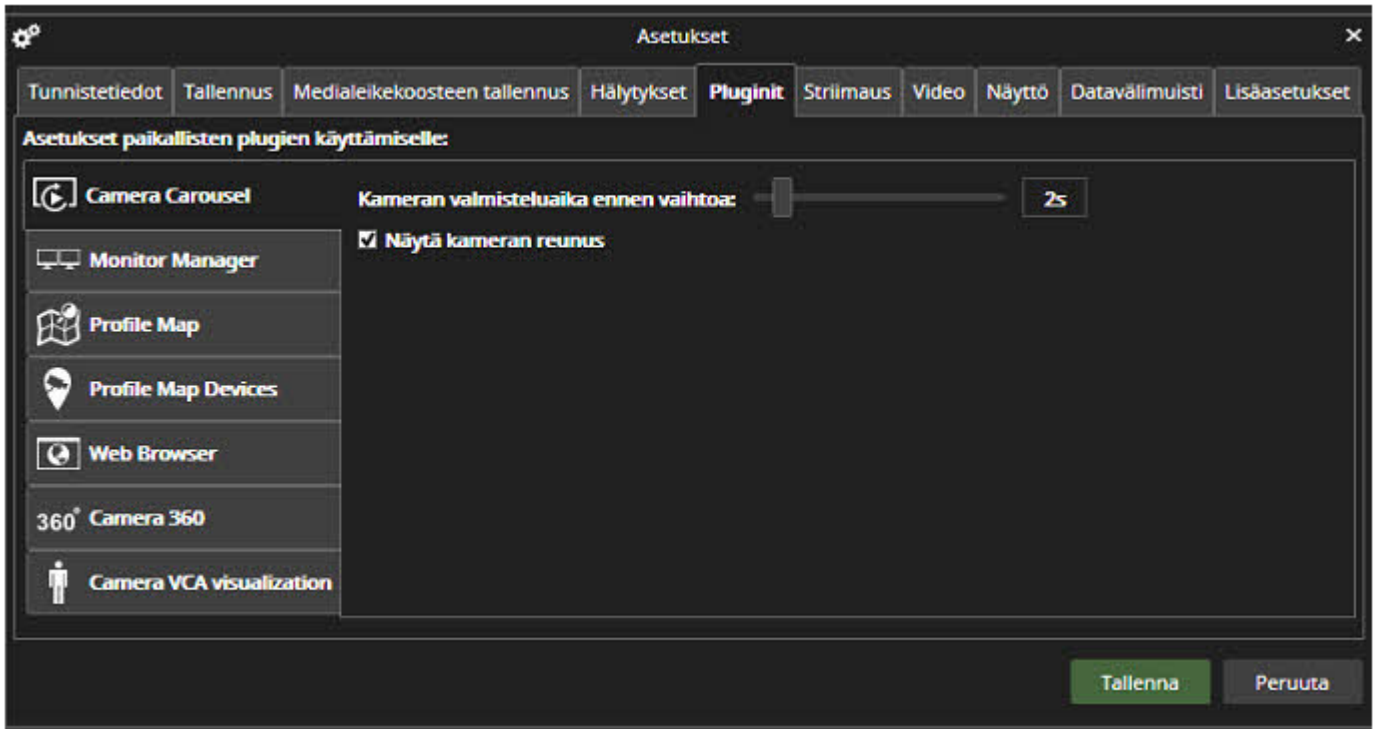 Asetukset
Tunnistetiedot Tallennus Medialeikekoosteen tallennus Hälytykset Pluginit Striimaus Video Näyttö Datavälimuisti Lisäasetukset
Asetukset paikallisten plugien käyttämiselle:
Camera Carousel
Kameran valmisteluaika ennen vaihtoa: 2s
Näytä kameran reunus
Monitor Manager
Profile Map
Profile Map Devices
Web Browser
360° Camera 360
Camera VCA visualization
Tallenna Peruuta